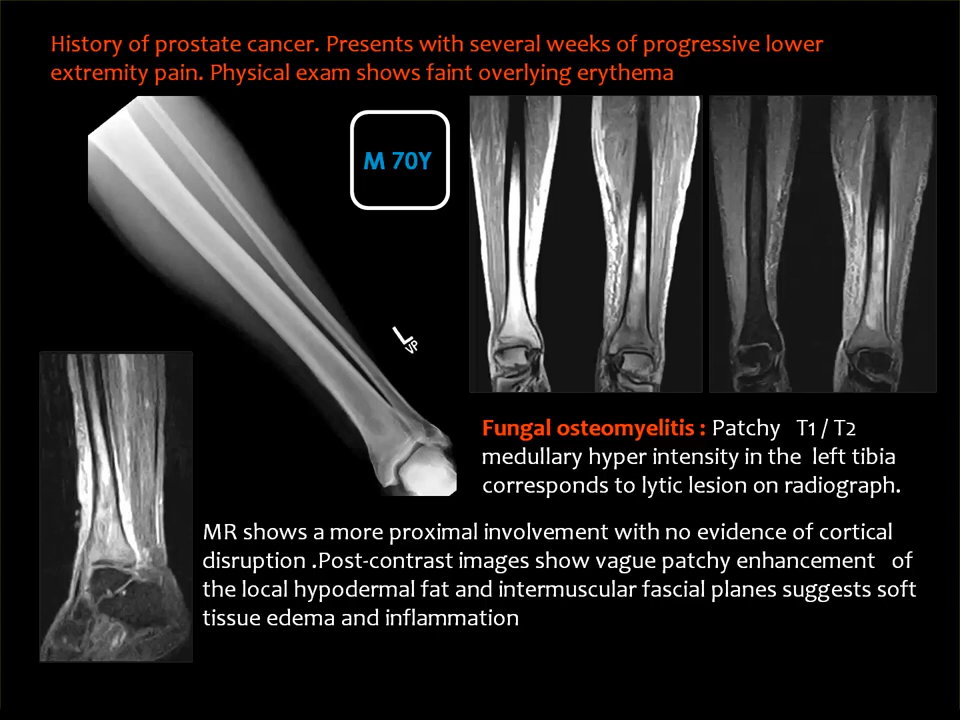 History of prostate cancer. Presents with several weeks of progressive lower
extremity pain. Physical exam shows faint overlying erythema
M 70Y
L
VP
Fungal osteomyelitis : Patchy T1 / T2
medullary hyper intensity in the left tibia
corresponds to lytic lesion on radiograph.
MR shows a more proximal involvement with no evidence of cortical
disruption .Post-contrast images show vague patchy enhancement of
the local hypodermal fat and intermuscular fascial planes suggests soft
tissue edema and inflammation